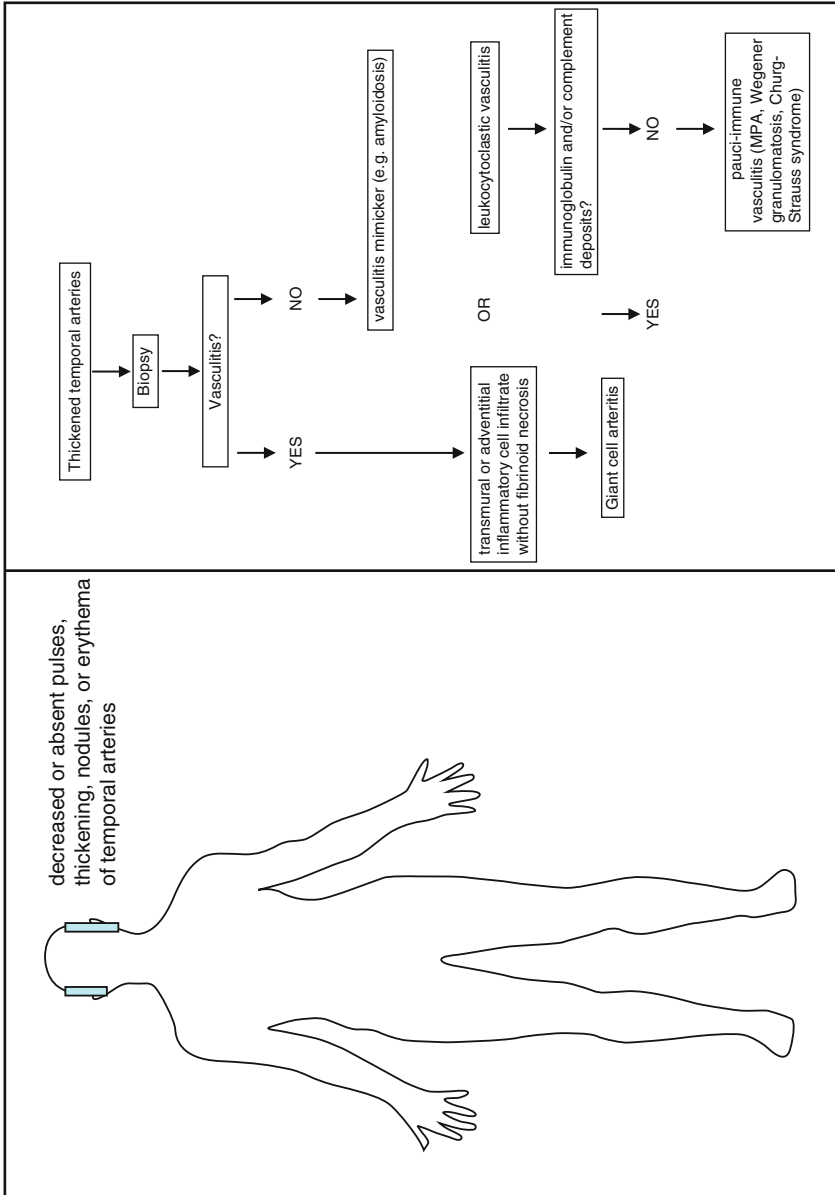 decreased or absent pulses,
thickening, nodules, or erythema
of temporal arteries
Thickened temporal arteries
Biopsy
Vasculitis?
YES
NO
vasculitis mimicker (e.g. amyloidosis)
transmural or adventitial
inflammatory cell infiltrate
without fibrinoid necrosis
OR
leukocytoclastic vasculitis
Giant cell arteritis
immunoglobulin and/or complement
deposits?
YES
NO
pauci-immune
vasculitis (MPA, Wegener
granulomatosis, Churg-
Strauss syndrome)